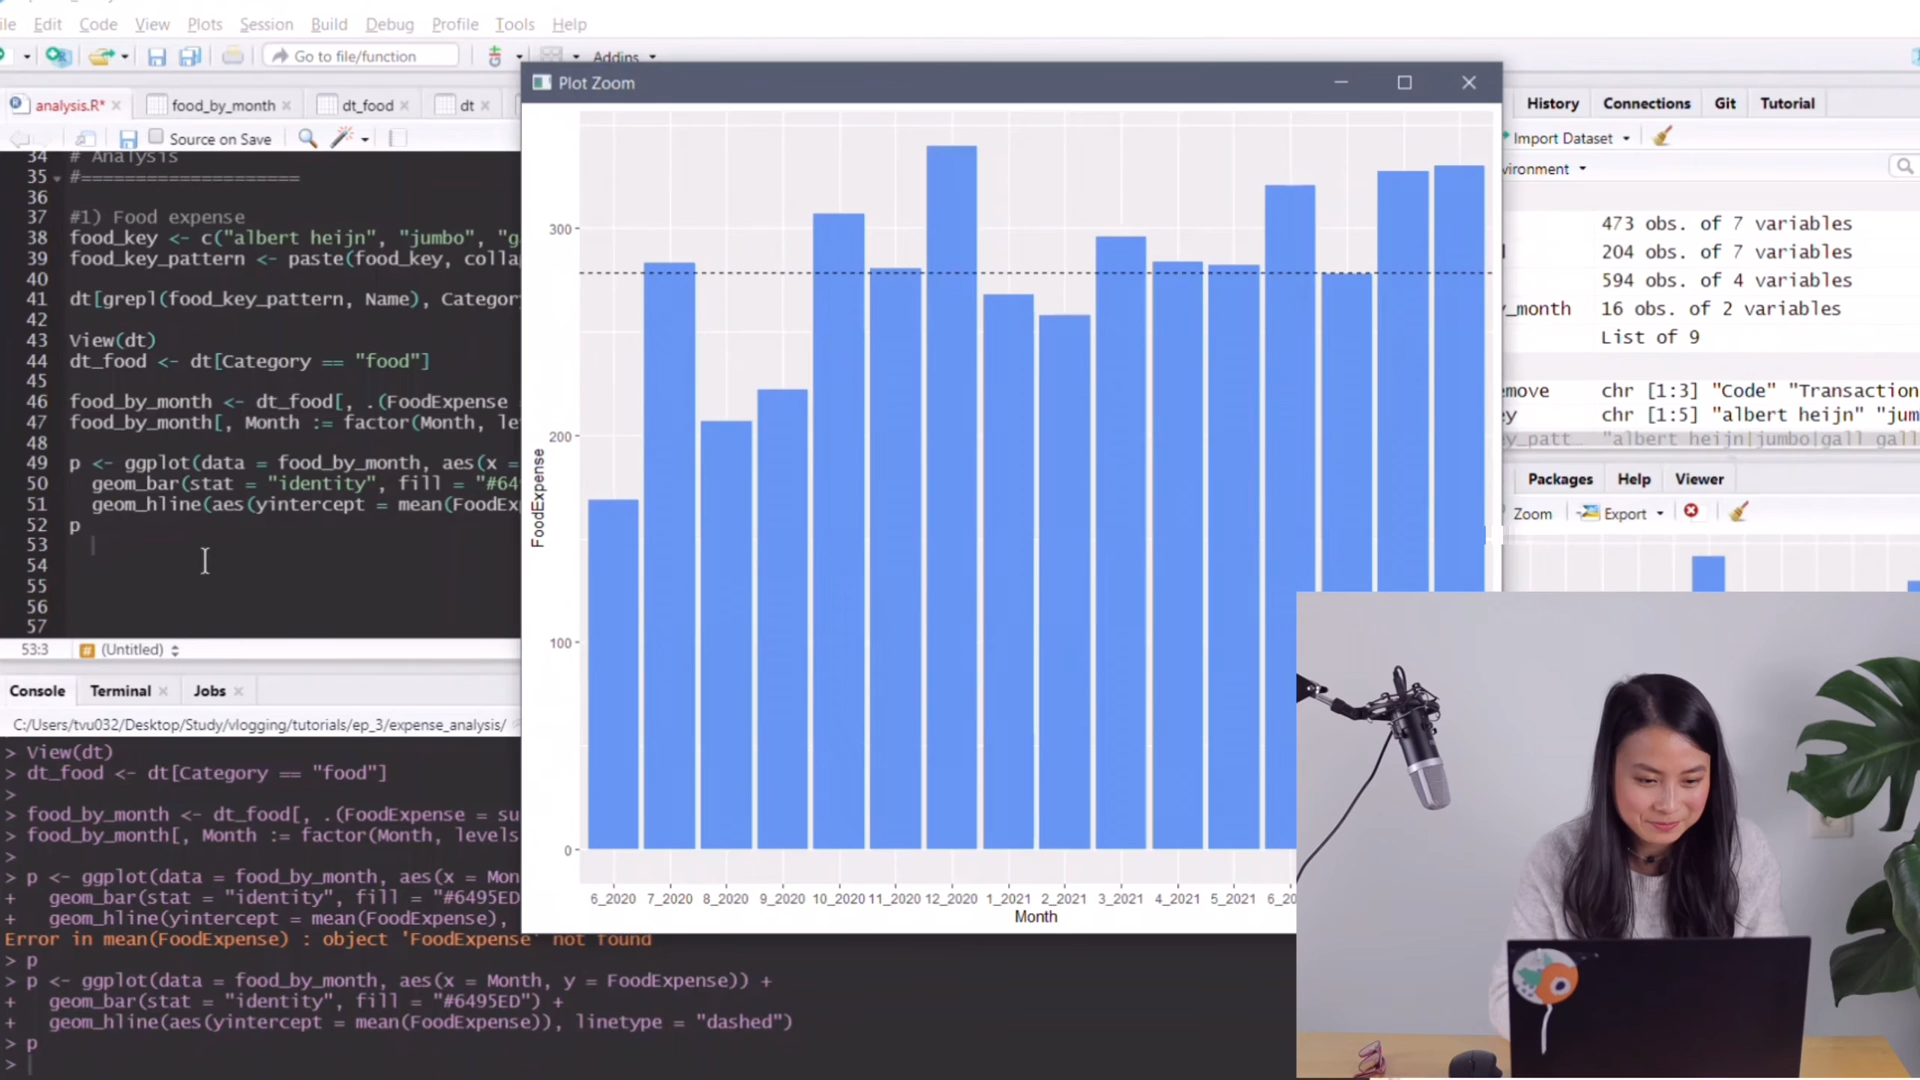 ile Edit Code View Plots Session Build Debug Profile Tools Help
Go to file/function
Addins
Plot Zoom
analysis.R*
food_by_month
dt_food
dt
Source on Save
34 # Analysis
35 #====================
36
37 #1) Food expense
38 food_key <- c("albert heijn", "jumbo", "g
39 food_key_pattern <- paste(food_key, colla
40
41 dt[grepl(food_key_pattern, Name), Categor
42
43 View(dt)
44 dt_food <- dt[Category == "food"]
45
46 food_by_month <- dt_food[, .(FoodExpense
47 food_by_month[, Month := factor(Month, le
48
49 p <- ggplot(data = food_by_month, aes(x =
50 geom_bar(stat = "identity", fill = "#64
51 geom_hline(aes(yintercept = mean(FoodEx
52 p
53
54
55
56
57
53:3 # (Untitled)
Console Terminal Jobs
C:/Users/tvu032/Desktop/Study/vlogging/tutorials/ep_3/expense_analysis/
> View(dt)
> dt_food <- dt[Category == "food"]
>
> food_by_month <- dt_food[, .(FoodExpense = su
> food_by_month[, Month := factor(Month, levels
>
> p <- ggplot(data = food_by_month, aes(x = Mon
+ geom_bar(stat = "identity", fill = "#6495ED
+ geom_hline(yintercept = mean(FoodExpense),
Error in mean(FoodExpense) : object 'FoodExpense' not found
> p
> p <- ggplot(data = food_by_month, aes(x = Month, y = FoodExpense)) +
+ geom_bar(stat = "identity", fill = "#6495ED") +
+ geom_hline(aes(yintercept = mean(FoodExpense)), linetype = "dashed")
> p
>
FoodExpense
300
200
100
0
6_2020 7_2020 8_2020 9_2020 10_2020 11_2020 12_2020 1_2021 2_2021 3_2021 4_2021 5_2021 6_20
Month
History Connections Git Tutorial
Import Dataset
vironment
473 obs. of 7 variables
204 obs. of 7 variables
594 obs. of 4 variables
_month 16 obs. of 2 variables
List of 9
emove chr [1:3] "Code" "Transaction
ey chr [1:5] "albert heijn" "jum
ey_patt… "albert heijn|jumbo|gall gall
Packages Help Viewer
Zoom Export